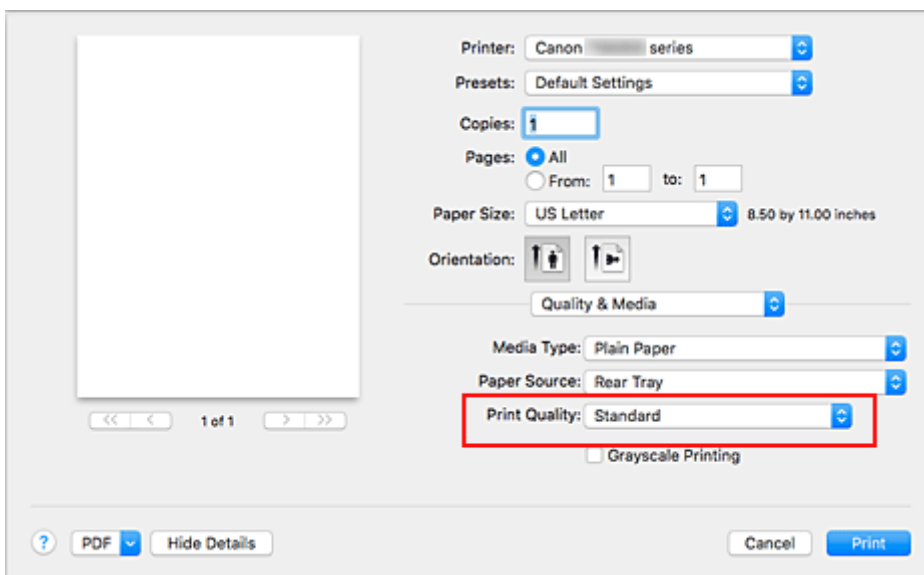 Printer: Canon series
Presets: Default Settings
Copies: 1
Pages: All
From: 1 to: 1
Paper Size: US Letter 8.50 by 11.00 inches
Orientation:
Quality & Media
Media Type: Plain Paper
Paper Source: Rear Tray
Print Quality: Standard
Grayscale Printing
<< < 1 of 1 > >>
? PDF Hide Details Cancel Print